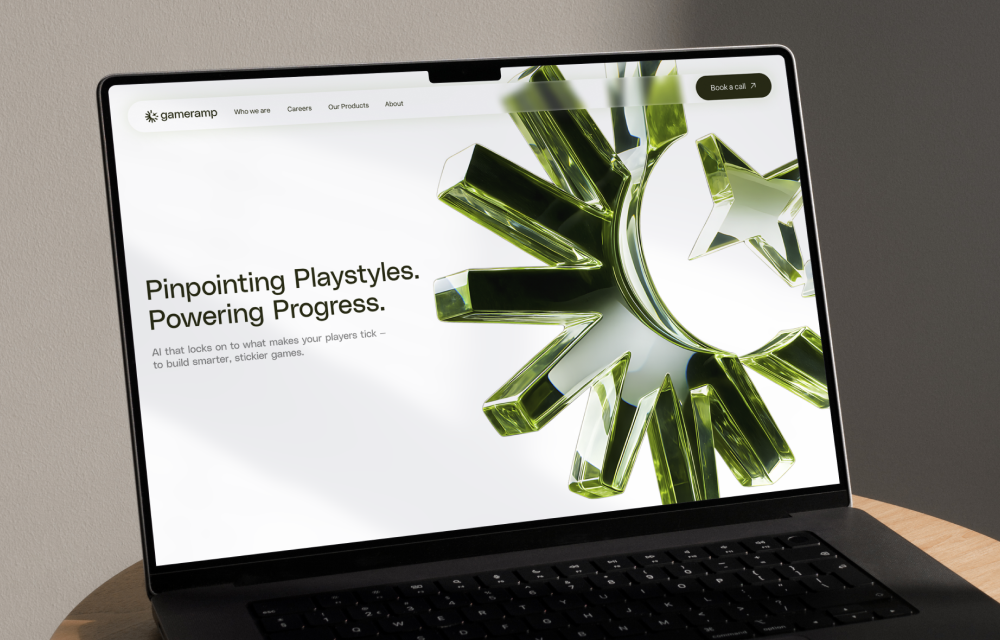 gameramp
Who we are
Careers
Our Products
About
Book a call
Pinpointing Playstyles.
Powering Progress.
AI that locks on to what makes your players tick –
to build smarter, stickier games.